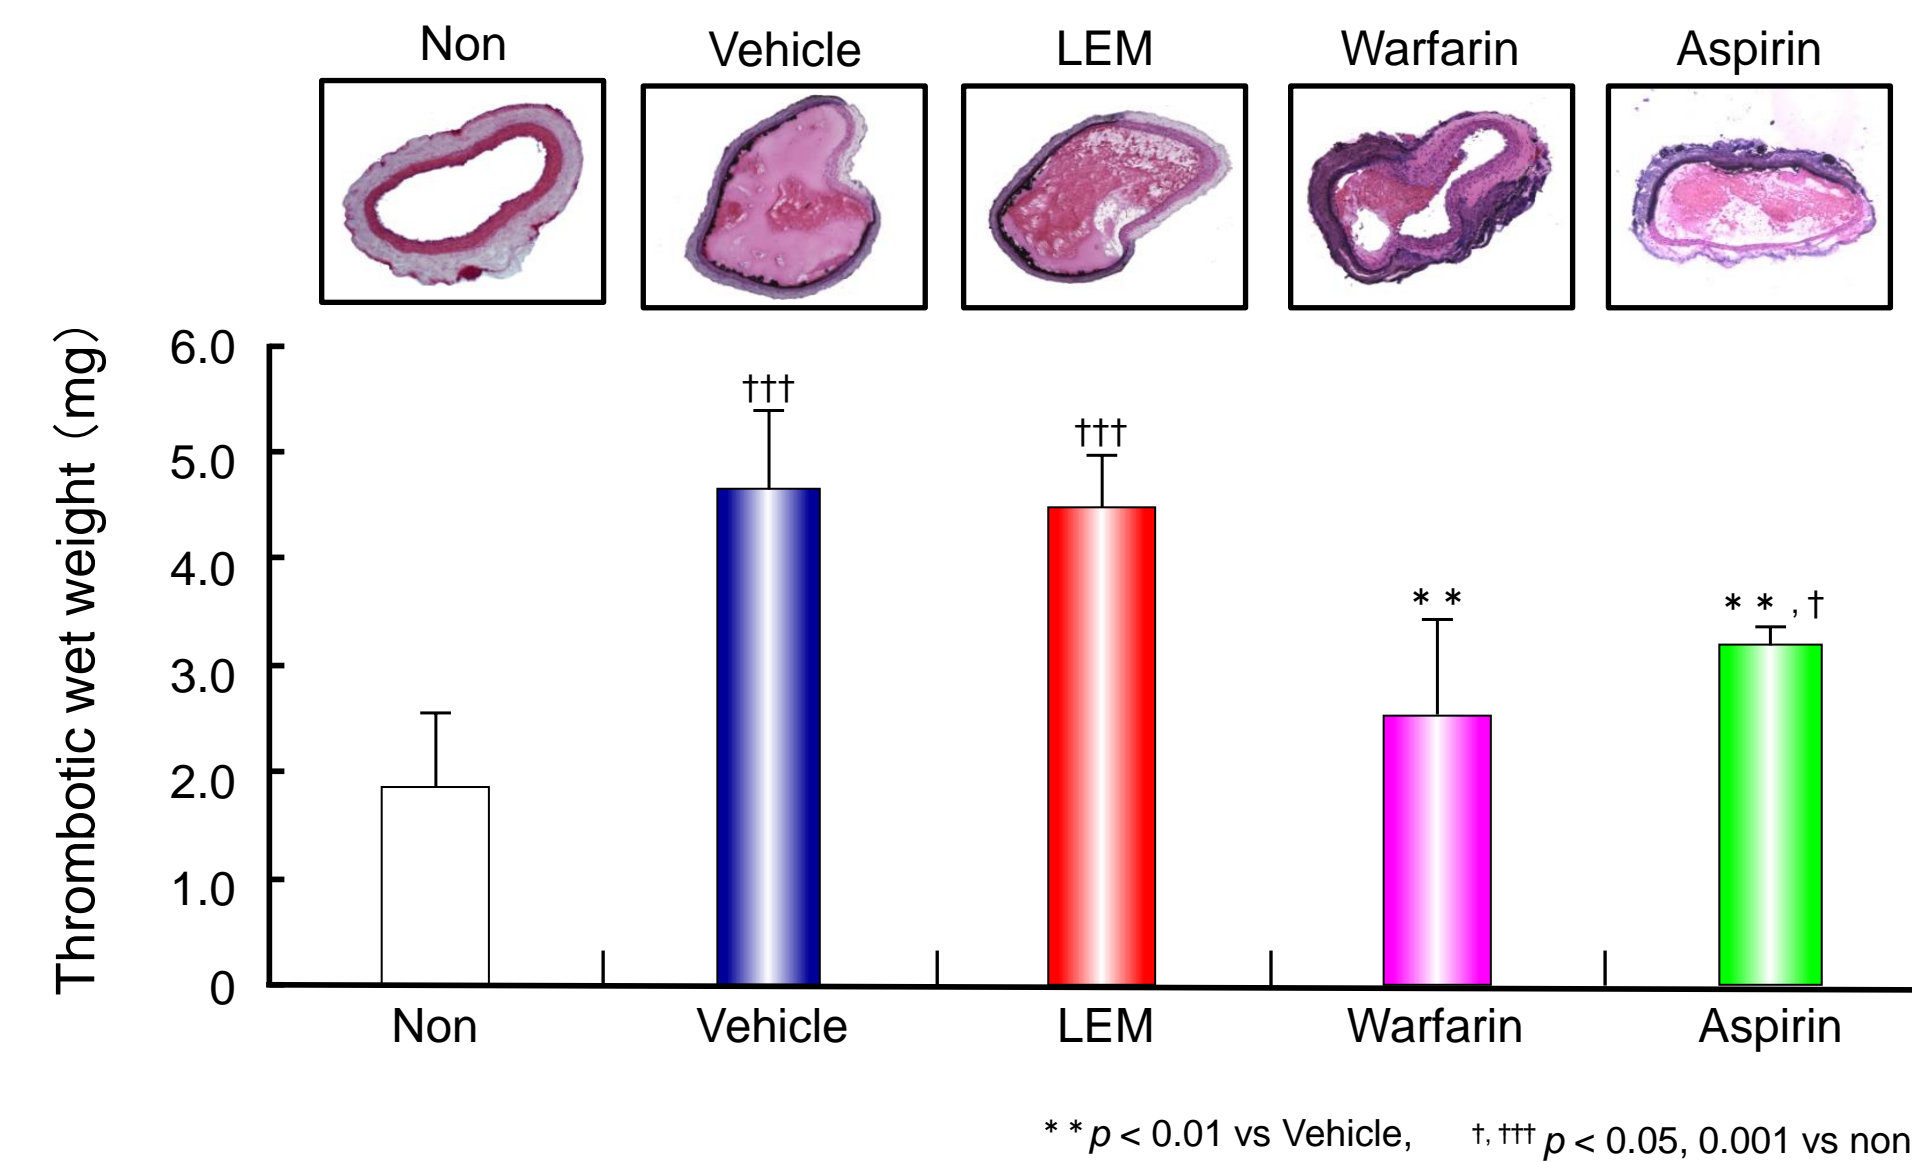 Non Vehicle LEM Warfarin Aspirin
Thrombotic wet weight（mg）
6.0
5.0
4.0
3.0
2.0
1.0
0
†††
†††
**
**,†
Non Vehicle LEM Warfarin Aspirin
**p < 0.01 vs Vehicle, †, ††† p < 0.05, 0.001 vs non